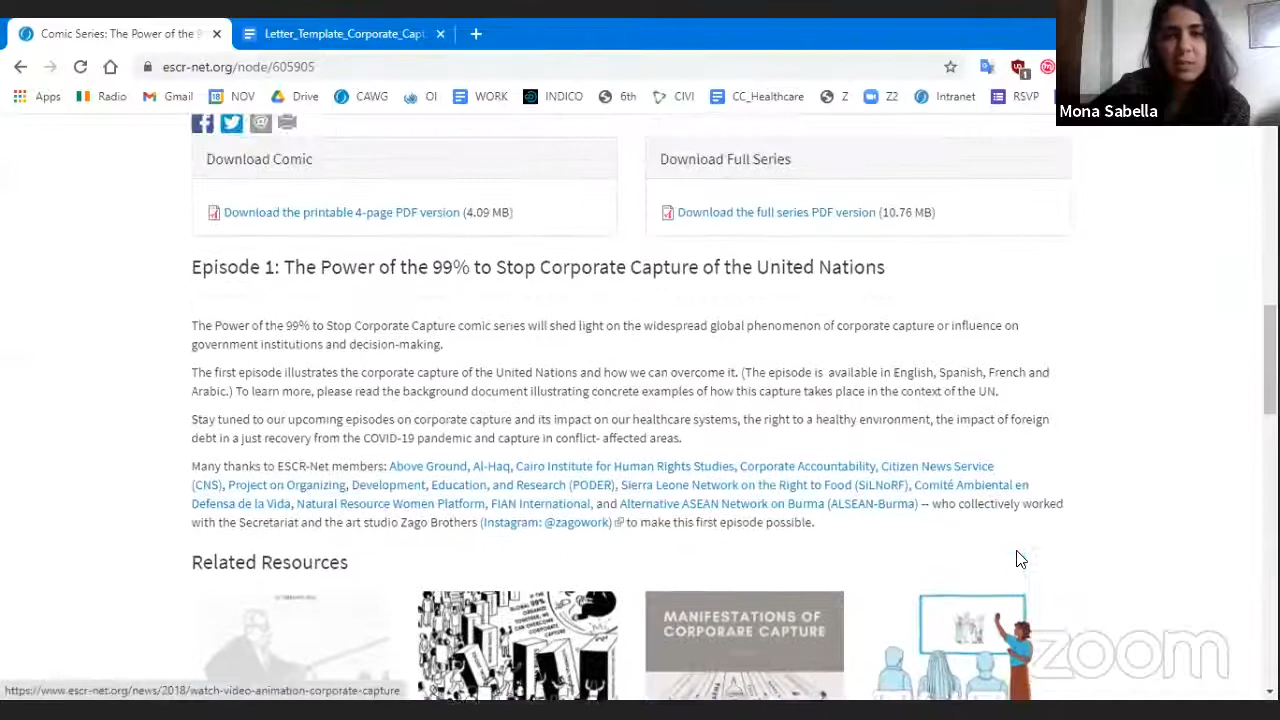 Comic Series: The Power of the 9
Letter_Template_Corporate_Capt
escr-net.org/node/605905
Apps Radio Gmail NOV Drive CAWG OI WORK INDICO 6th CIVI CC_Healthcare Z Z2 Intranet RSVP
Mona Sabella
Download Comic
Download Full Series
Download the printable 4-page PDF version (4.09 MB)
Download the full series PDF version (10.76 MB)
Episode 1: The Power of the 99% to Stop Corporate Capture of the United Nations
The Power of the 99% to Stop Corporate Capture comic series will shed light on the widespread global phenomenon of corporate capture or influence on
government institutions and decision-making.
The first episode illustrates the corporate capture of the United Nations and how we can overcome it. (The episode is available in English, Spanish, French and
Arabic.) To learn more, please read the background document illustrating concrete examples of how this capture takes place in the context of the UN.
Stay tuned to our upcoming episodes on corporate capture and its impact on our healthcare systems, the right to a healthy environment, the impact of foreign
debt in a just recovery from the COVID-19 pandemic and capture in conflict- affected areas.
Many thanks to ESCR-Net members: Above Ground, Al-Haq, Cairo Institute for Human Rights Studies, Corporate Accountability, Citizen News Service
(CNS), Project on Organizing, Development, Education, and Research (PODER), Sierra Leone Network on the Right to Food (SiLNoRF), Comité Ambiental en
Defensa de la Vida, Natural Resource Women Platform, FIAN International, and Alternative ASEAN Network on Burma (ALSEAN-Burma) -- who collectively worked
with the Secretariat and the art studio Zago Brothers (Instagram: @zagowork) to make this first episode possible.
Related Resources
GLOBAL 99%
ORGANIZED
TOGETHER, WE
CAN OVERCOME
CORPORATE
CAPTURE
MANIFESTATIONS OF
CORPORARE CAPTURE
zoom
https://www.escr-net.org/news/2018/watch-video-animation-corporate-capture